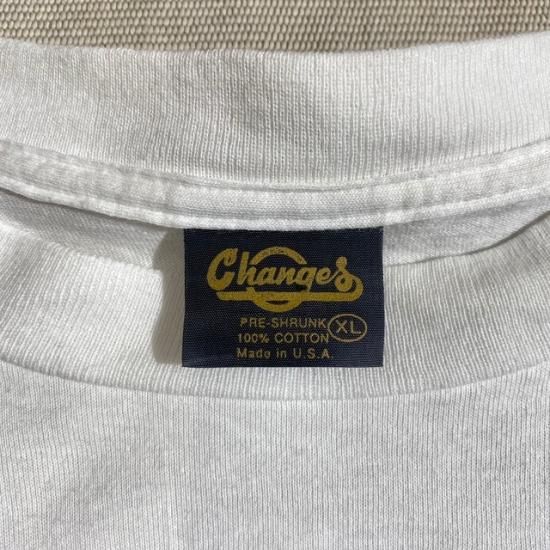 Changes
PRE-SHRUNK XL
100% COTTON
Made in U.S.A.